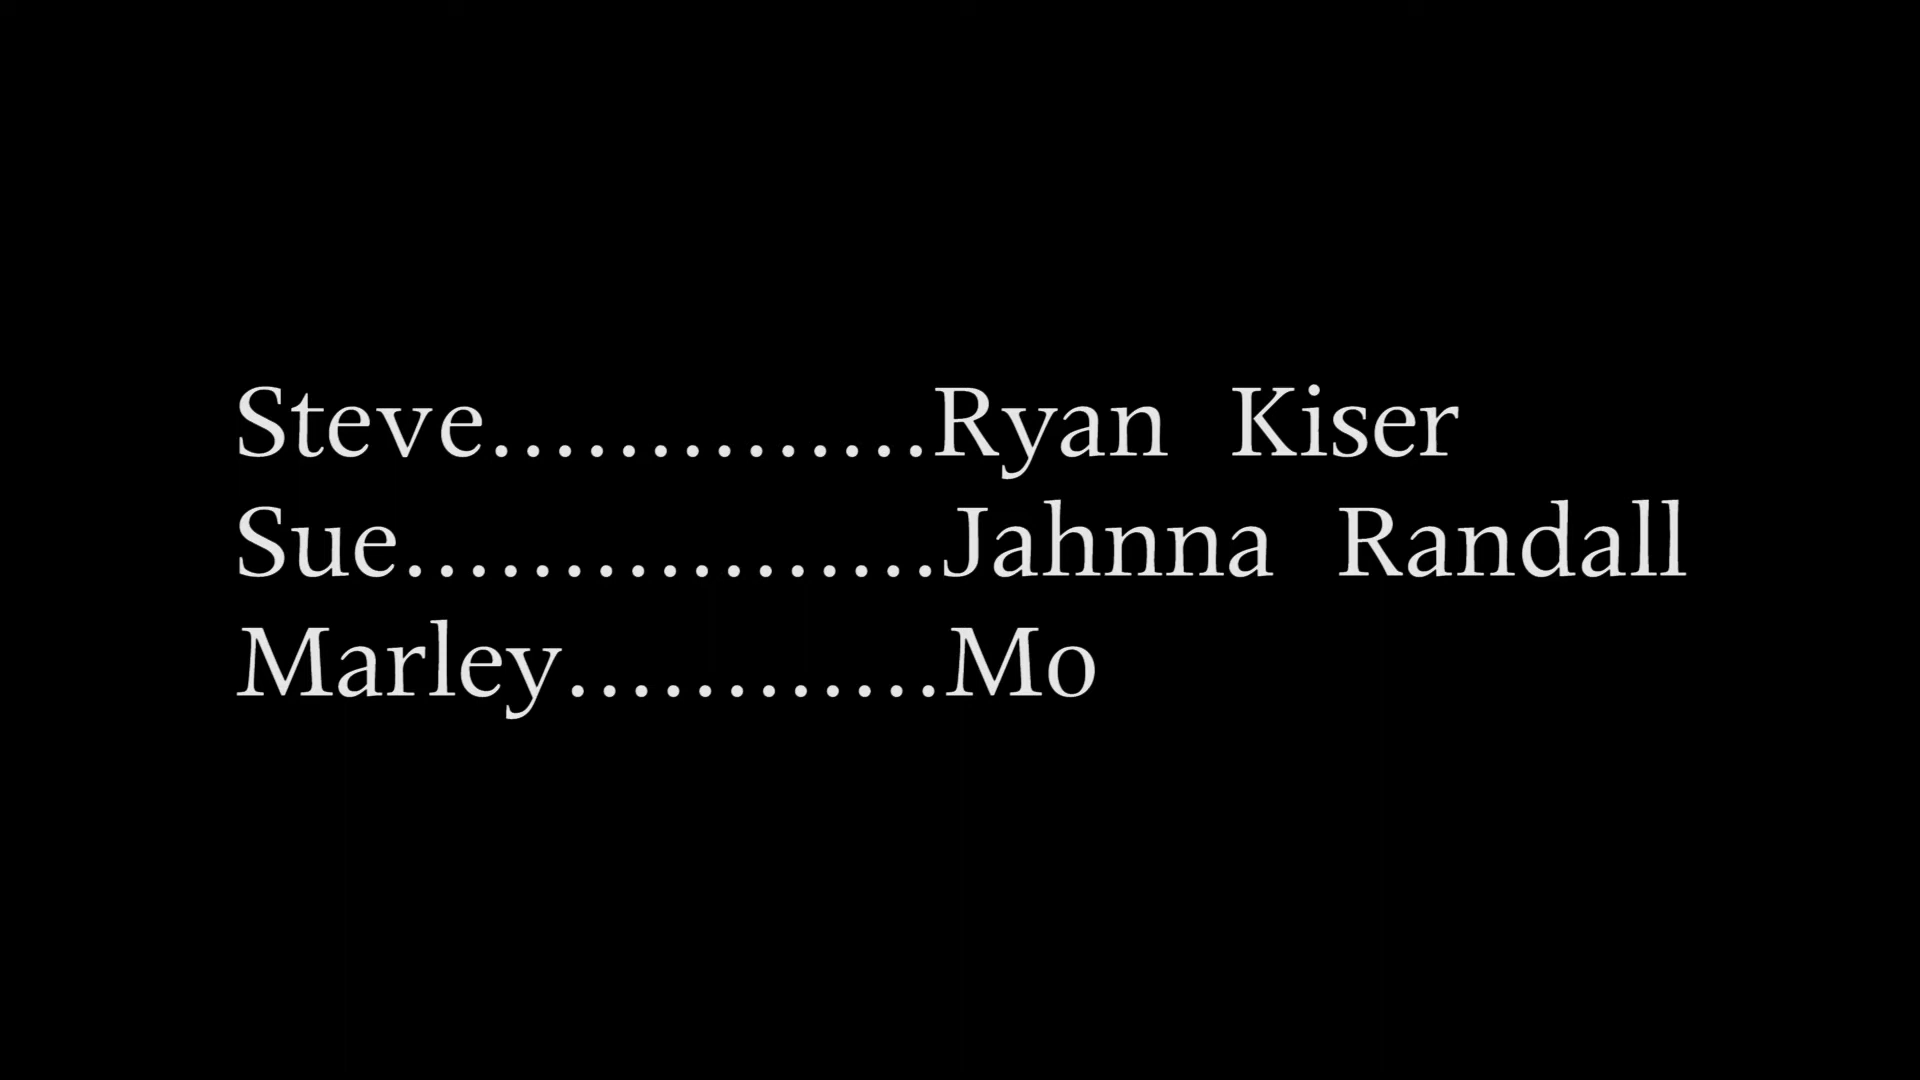 Steve..............Ryan Kiser
Sue.................Jahnna Randall
Marley............Mo